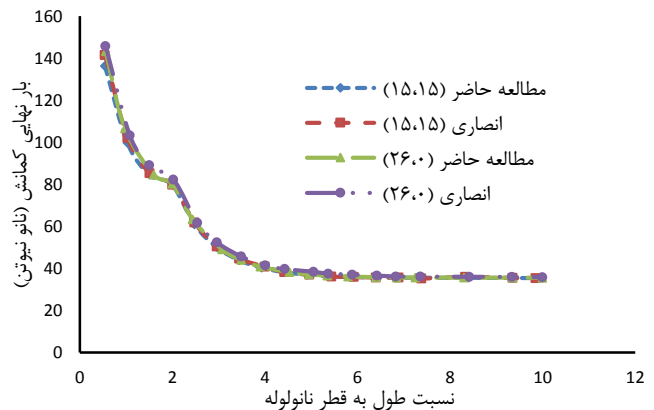 160
140
120
100
80
60
40
20
0
0 2 4 6 8 10 12
بار نهایی کمانش (نانو نیوتن)
مطالعه حاضر (۱۵،۱۵)
انصاری (۱۵،۱۵)
مطالعه حاضر (۲۶،۰)
انصاری (۲۶،۰)
نسبت طول به قطر نانولوله